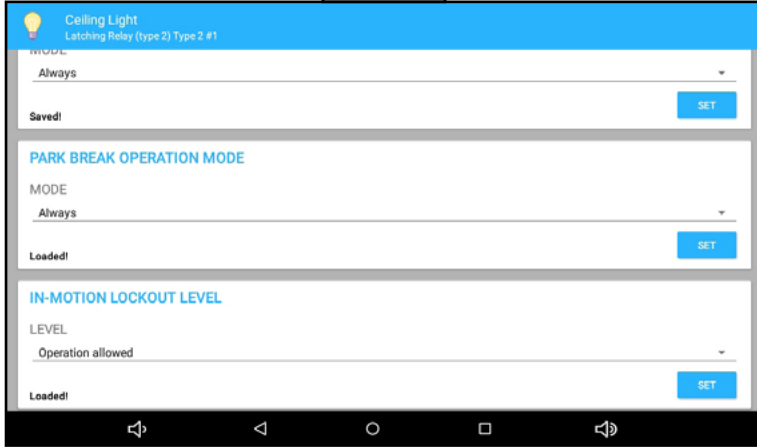 Ceiling Light
Latching Relay (type 2) Type 2 #1
MODE
Always
SET
Saved!
PARK BREAK OPERATION MODE
MODE
Always
SET
Loaded!
IN-MOTION LOCKOUT LEVEL
LEVEL
Operation allowed
SET
Loaded!